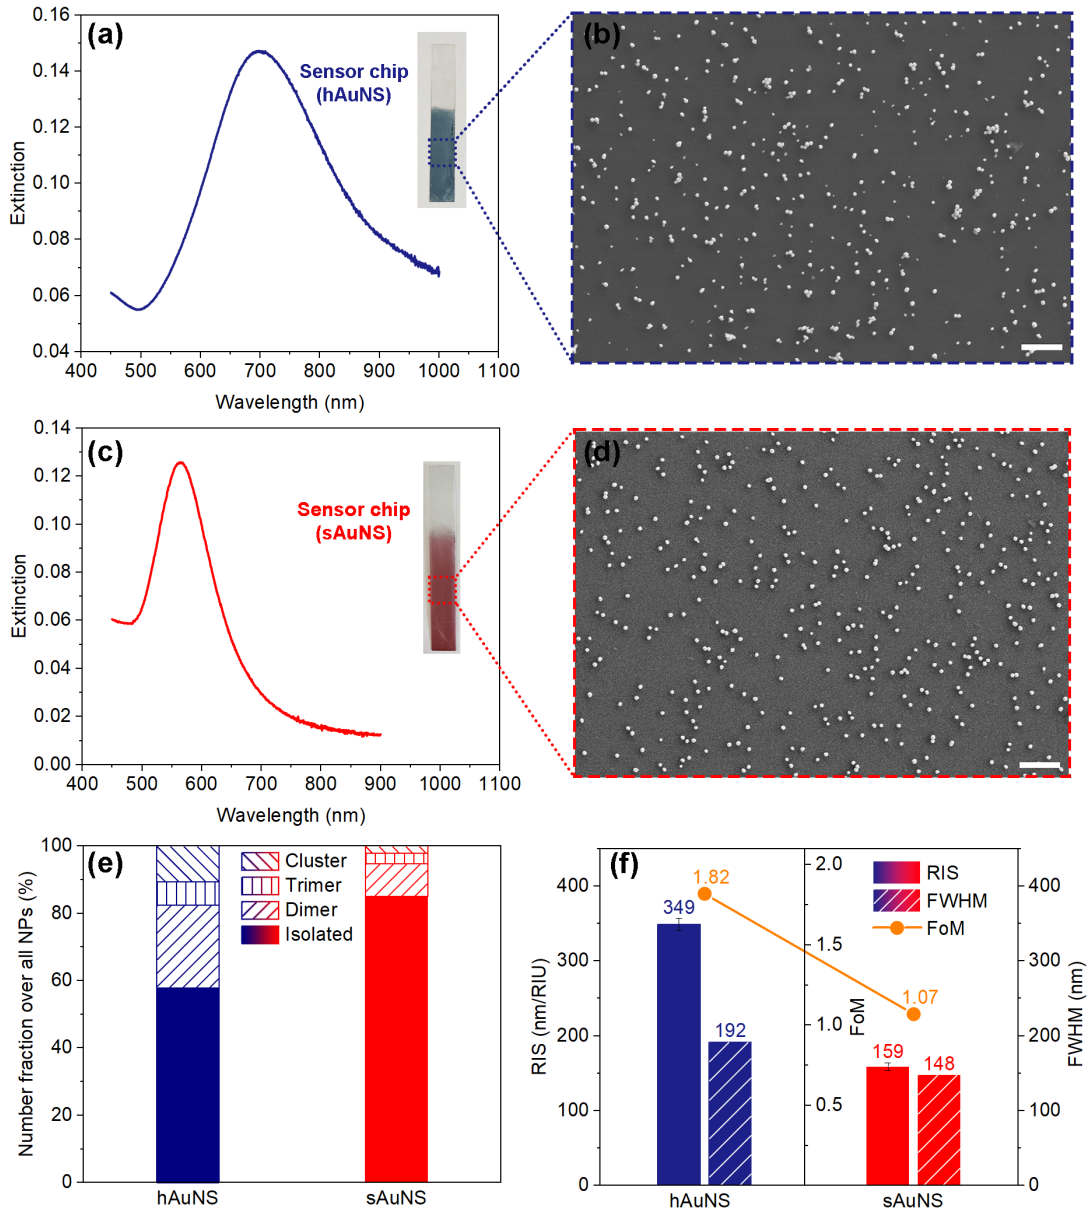 (a)
0.16
0.14
0.12
0.10
0.08
0.06
0.04
Extinction
400 500 600 700 800 900 1000 1100
Wavelength (nm)
Sensor chip
(hAuNS)
(b)
(c)
0.14
0.12
0.10
0.08
0.06
0.04
0.02
0.00
Extinction
400 500 600 700 800 900 1000 1100
Wavelength (nm)
Sensor chip
(sAuNS)
(d)
(e)
100
80
60
40
20
0
Number fraction over all NPs (%)
Cluster
Trimer
Dimer
Isolated
hAuNS sAuNS
(f)
400
300
200
100
0
RIS (nm/RIU)
2.0
1.5
1.0
0.5
FoM
400
300
200
100
0
FWHM (nm)
RIS
FWHM
FoM
1.82
349
192
1.07
159
148
hAuNS sAuNS